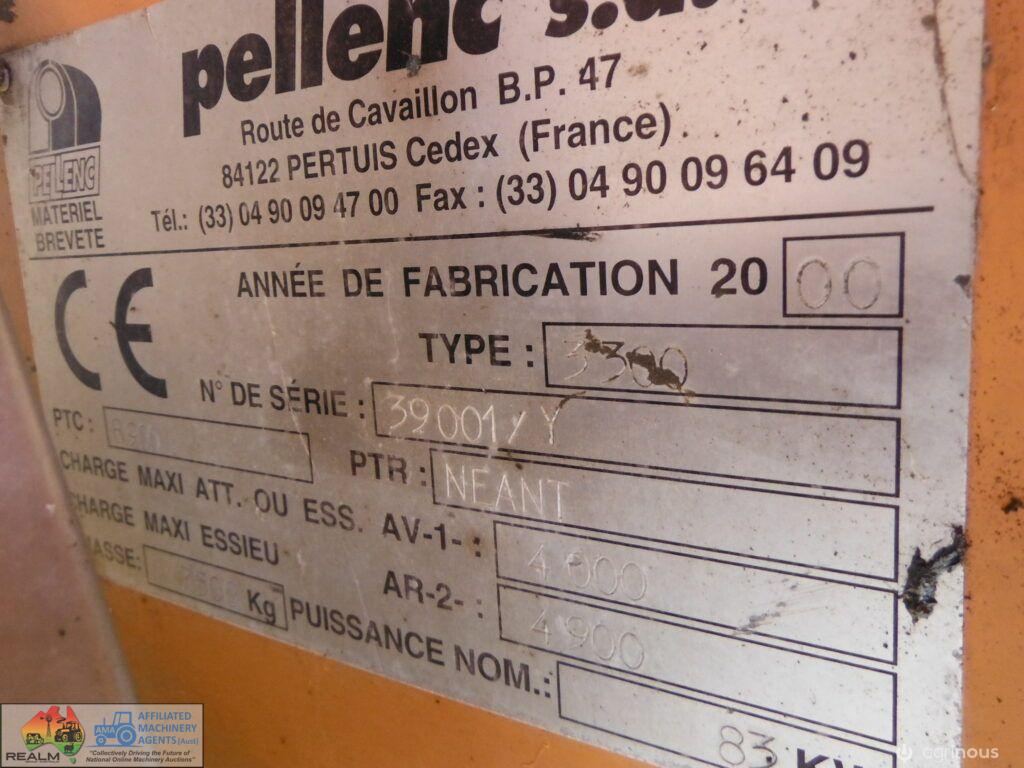 pellenc s.a.
Route de Cavaillon B.P. 47
84122 PERTUIS Cedex (France)
Tél.: (33) 04 90 09 47 00 Fax : (33) 04 90 09 64 09
PELLENC
MATERIEL
BREVETE
CE
ANNÉE DE FABRICATION 20 00
TYPE : 3300
N° DE SÉRIE : 39001/Y
PTC :
PTR : NEANT
CHARGE MAXI ATT. OU ESS. AV-1- : 4000
CHARGE MAXI ESSIEU
AR-2- : 4900
MASSE: Kg PUISSANCE NOM.: 83 KW
REALM
AMA
AFFILIATED
MACHINERY
AGENTS (Aust)
"Collectively Driving the Future of
National Online Machinery Auctions"
agrinous